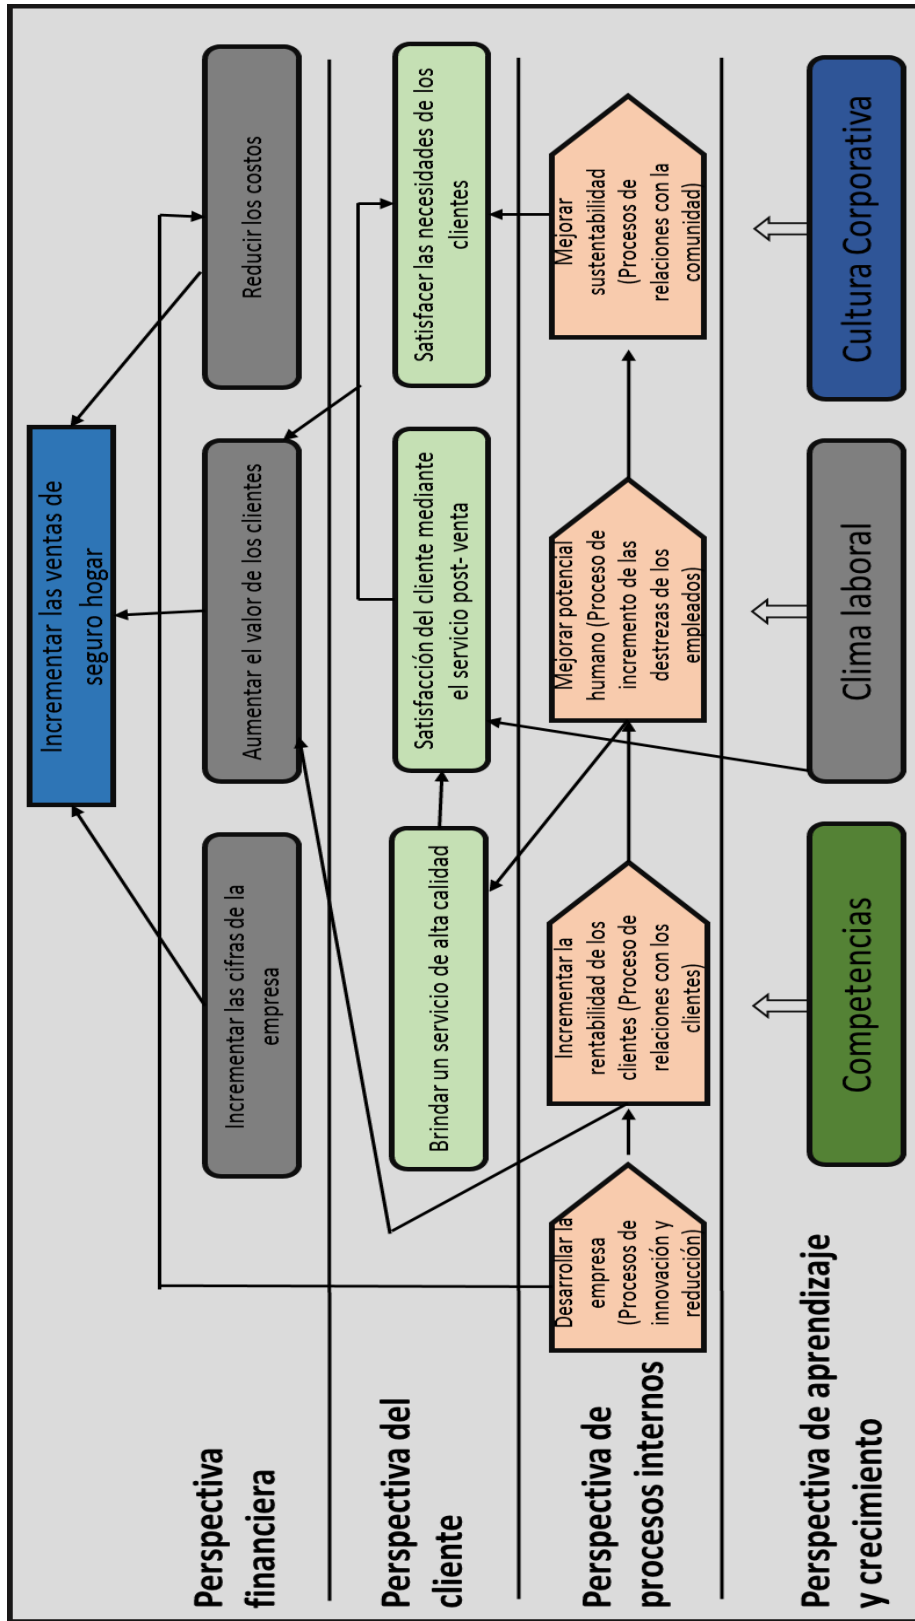 Incrementar las ventas de
seguro hogar
Perspectiva
financiera
Incrementar las cifras de la
empresa
Aumentar el valor de los clientes
Reducir los costos
Perspectiva del
cliente
Brindar un servicio de alta calidad
Satisfacción del cliente mediante
el servicio post- venta
Satisfacer las necesidades de los
clientes
Perspectiva de
procesos internos
Desarrollar la
empresa
(Procesos de
innovación y
reducción)
Incrementar la
rentabilidad de los
clientes (Proceso de
relaciones con los
clientes)
Mejorar potencial
humano (Proceso de
incremento de las
destrezas de los
empleados)
Mejorar
sustentabilidad
(Procesos de
relaciones con la
comunidad)
Perspectiva de aprendizaje
y crecimiento
Competencias
Clima laboral
Cultura Corporativa